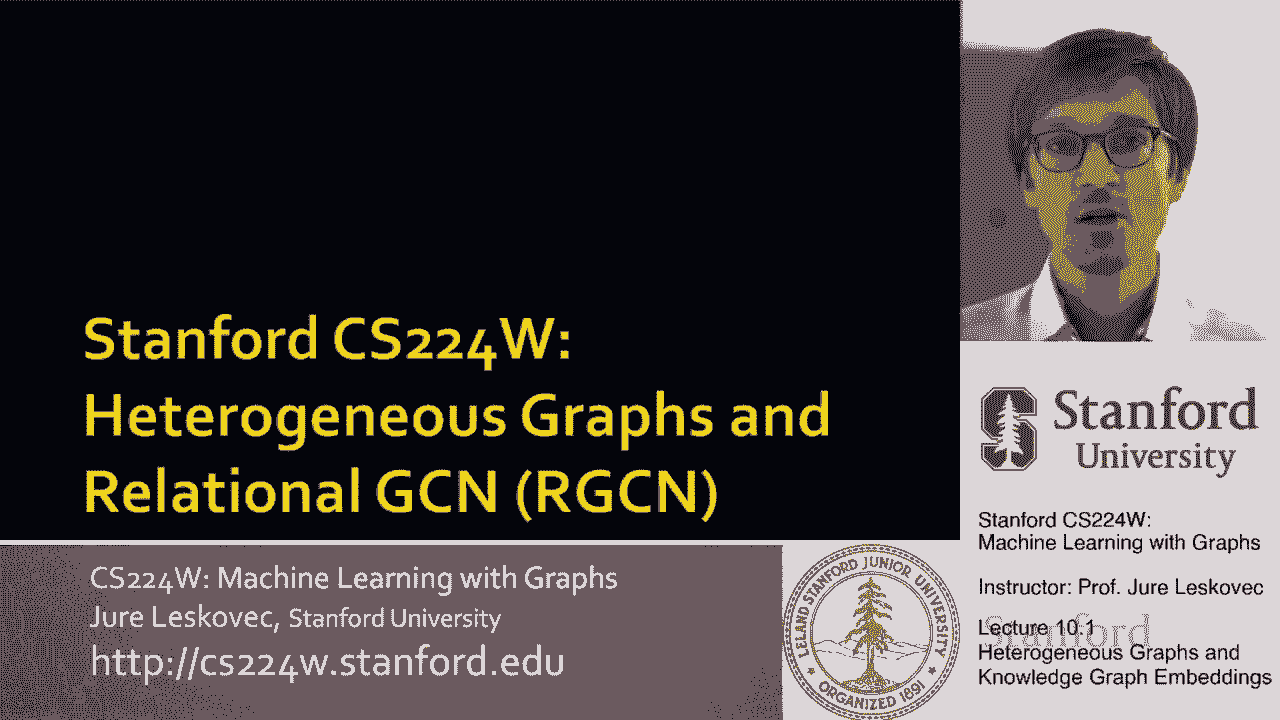 Stanford CS224W:
Heterogeneous Graphs and
Relational GCN (RGCN)
CS224W: Machine Learning with Graphs
Jure Leskovec, Stanford University
http://cs224w.stanford.edu
LELAND STANFORD JUNIOR UNIVERSITY
ORGANIZED 1891
Stanford
University
Stanford CS224W:
Machine Learning with Graphs
Instructor: Prof. Jure Leskovec
Stanford
Lecture 10.1
Heterogeneous Graphs and
Knowledge Graph Embeddings